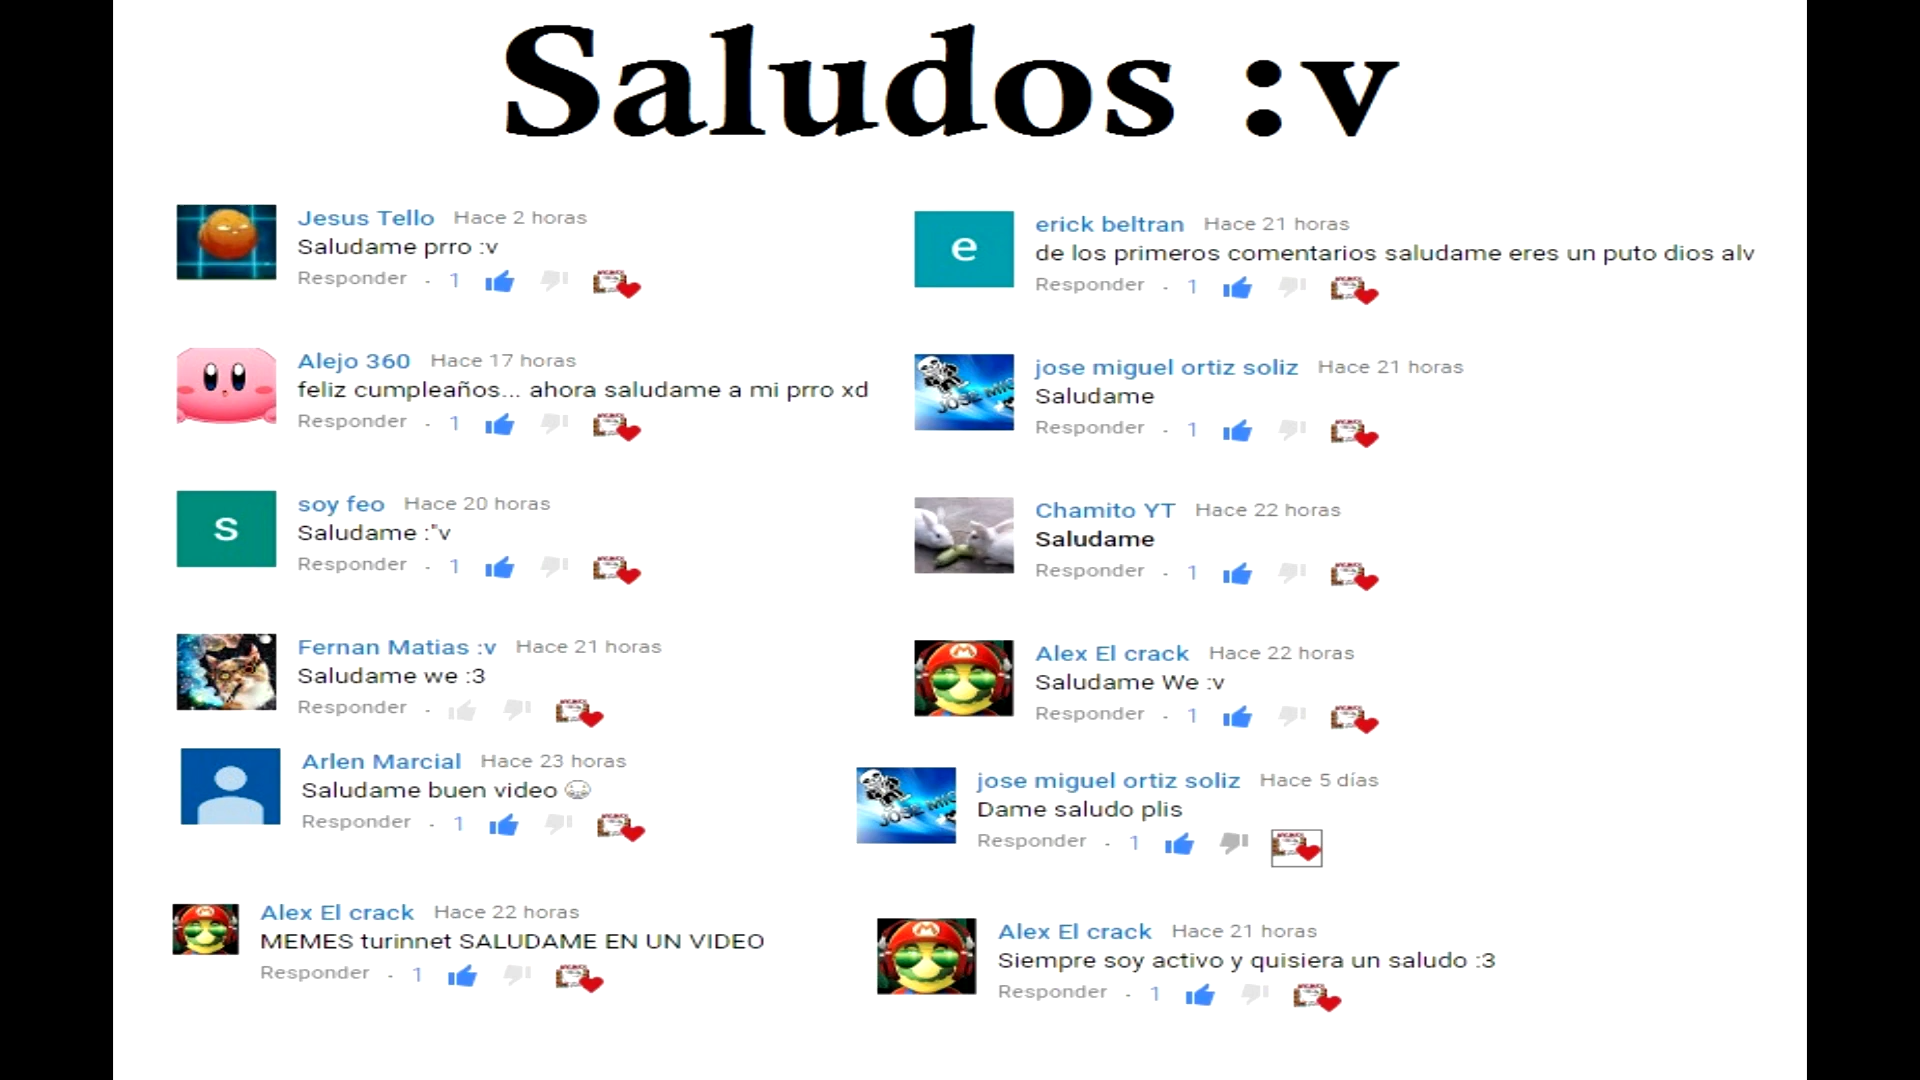 Saludos :v
Jesus Tello Hace 2 horas
Saludame prro :v
Responder . 1
Alejo 360 Hace 17 horas
feliz cumpleaños... ahora saludame a mi prro xd
Responder . 1
s
soy feo Hace 20 horas
Saludame :"v
Responder . 1
Fernan Matias :v Hace 21 horas
Saludame we :3
Responder .
Arlen Marcial Hace 23 horas
Saludame buen video
Responder . 1
Alex El crack Hace 22 horas
MEMES turinnet SALUDAME EN UN VIDEO
Responder . 1
e
erick beltran Hace 21 horas
de los primeros comentarios saludame eres un puto dios alv
Responder . 1
jose miguel ortiz soliz Hace 21 horas
Saludame
Responder . 1
Chamito YT Hace 22 horas
Saludame
Responder . 1
Alex El crack Hace 22 horas
Saludame We :v
Responder . 1
jose miguel ortiz soliz Hace 5 días
Dame saludo plis
Responder . 1
Alex El crack Hace 21 horas
Siempre soy activo y quisiera un saludo :3
Responder . 1